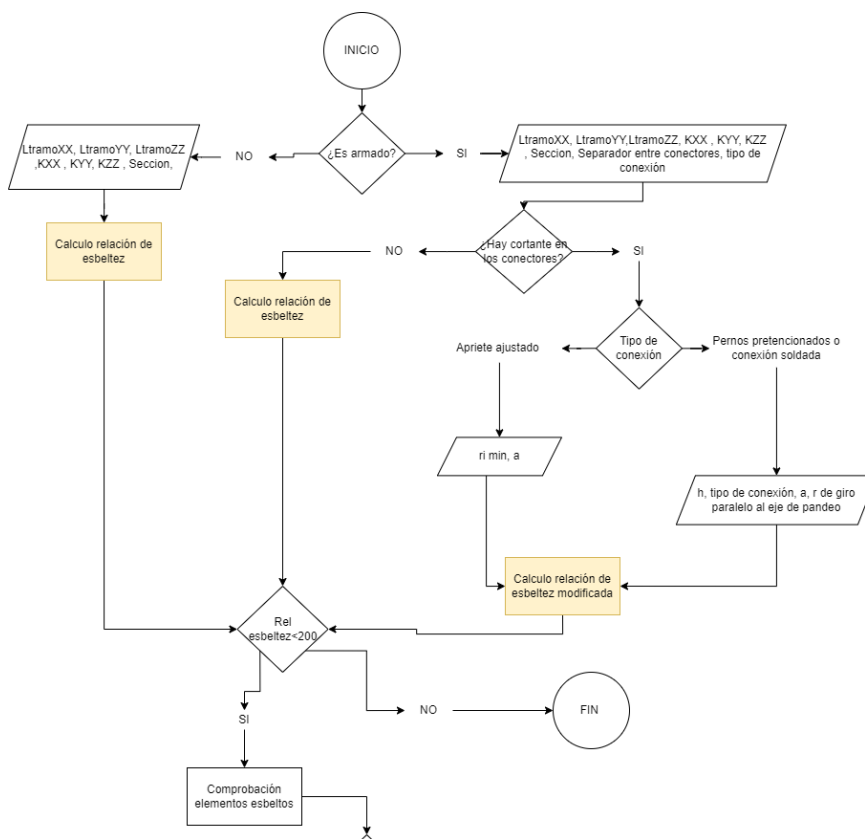 INICIO
LtramoXX, LtramoYY, LtramoZZ
,KXX , KYY, KZZ , Seccion,
NO
¿Es armado?
SI
LtramoXX, LtramoYY,LtramoZZ, KXX , KYY, KZZ
, Seccion, Separador entre conectores, tipo de
conexión
Calculo relación de
esbeltez
NO
¿Hay cortante en
los conectores?
SI
Calculo relación de
esbeltez
Apriete ajustado
Tipo de
conexión
Pernos pretencionados o
conexión soldada
ri min, a
h, tipo de conexión, a, r de giro
paralelo al eje de pandeo
Calculo relación de
esbeltez modificada
Rel
esbeltez<200
SI
NO
FIN
Comprobación
elementos esbeltos